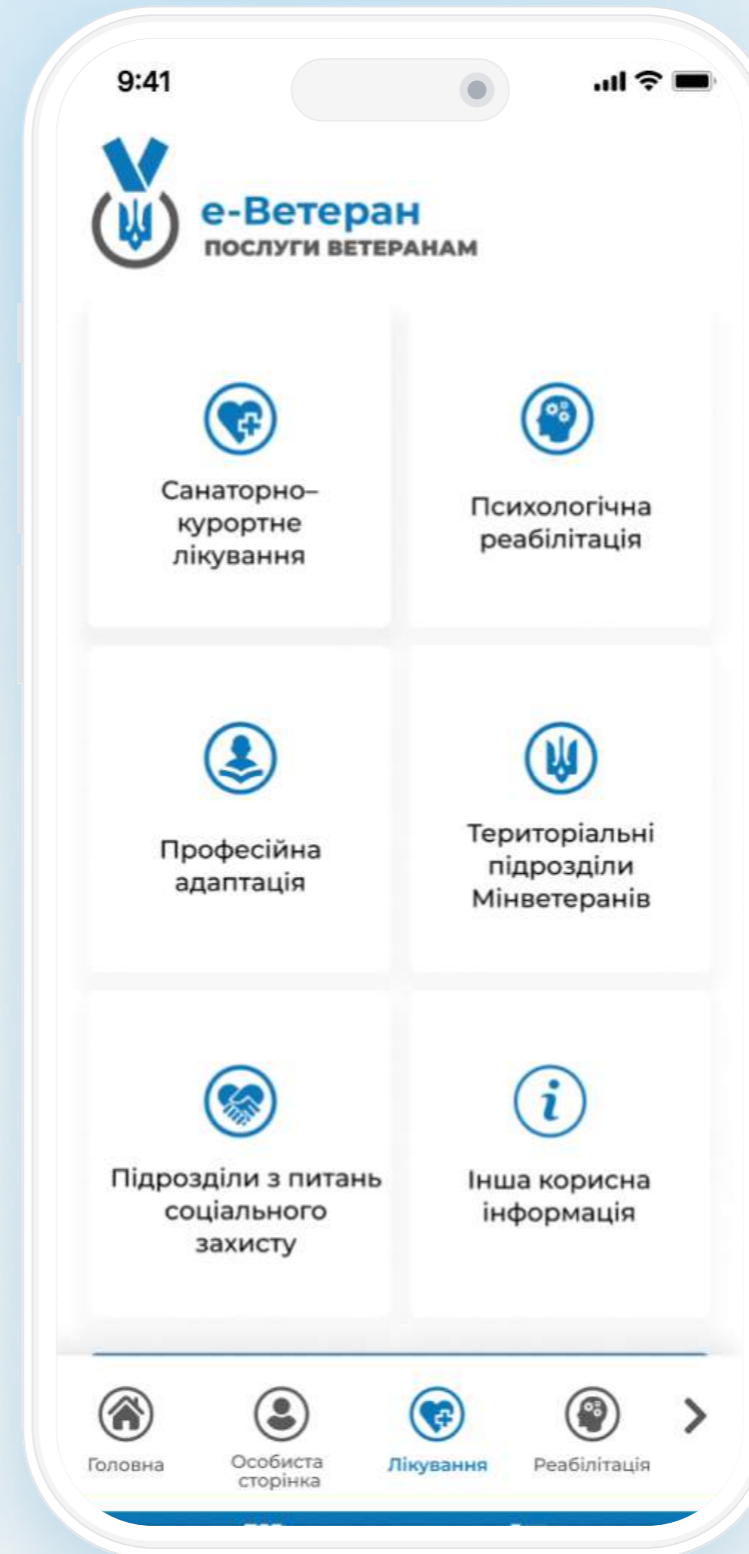 9:41
е-Ветеран
ПОСЛУГИ ВЕТЕРАНАМ
Санаторно–
курортне
лікування
Психологічна
реабілітація
Професійна
адаптація
Територіальні
підрозділи
Мінветеранів
Підрозділи з питань
соціального
захисту
Інша корисна
інформація
Головна
Особиста
сторінка
Лікування
Реабілітація